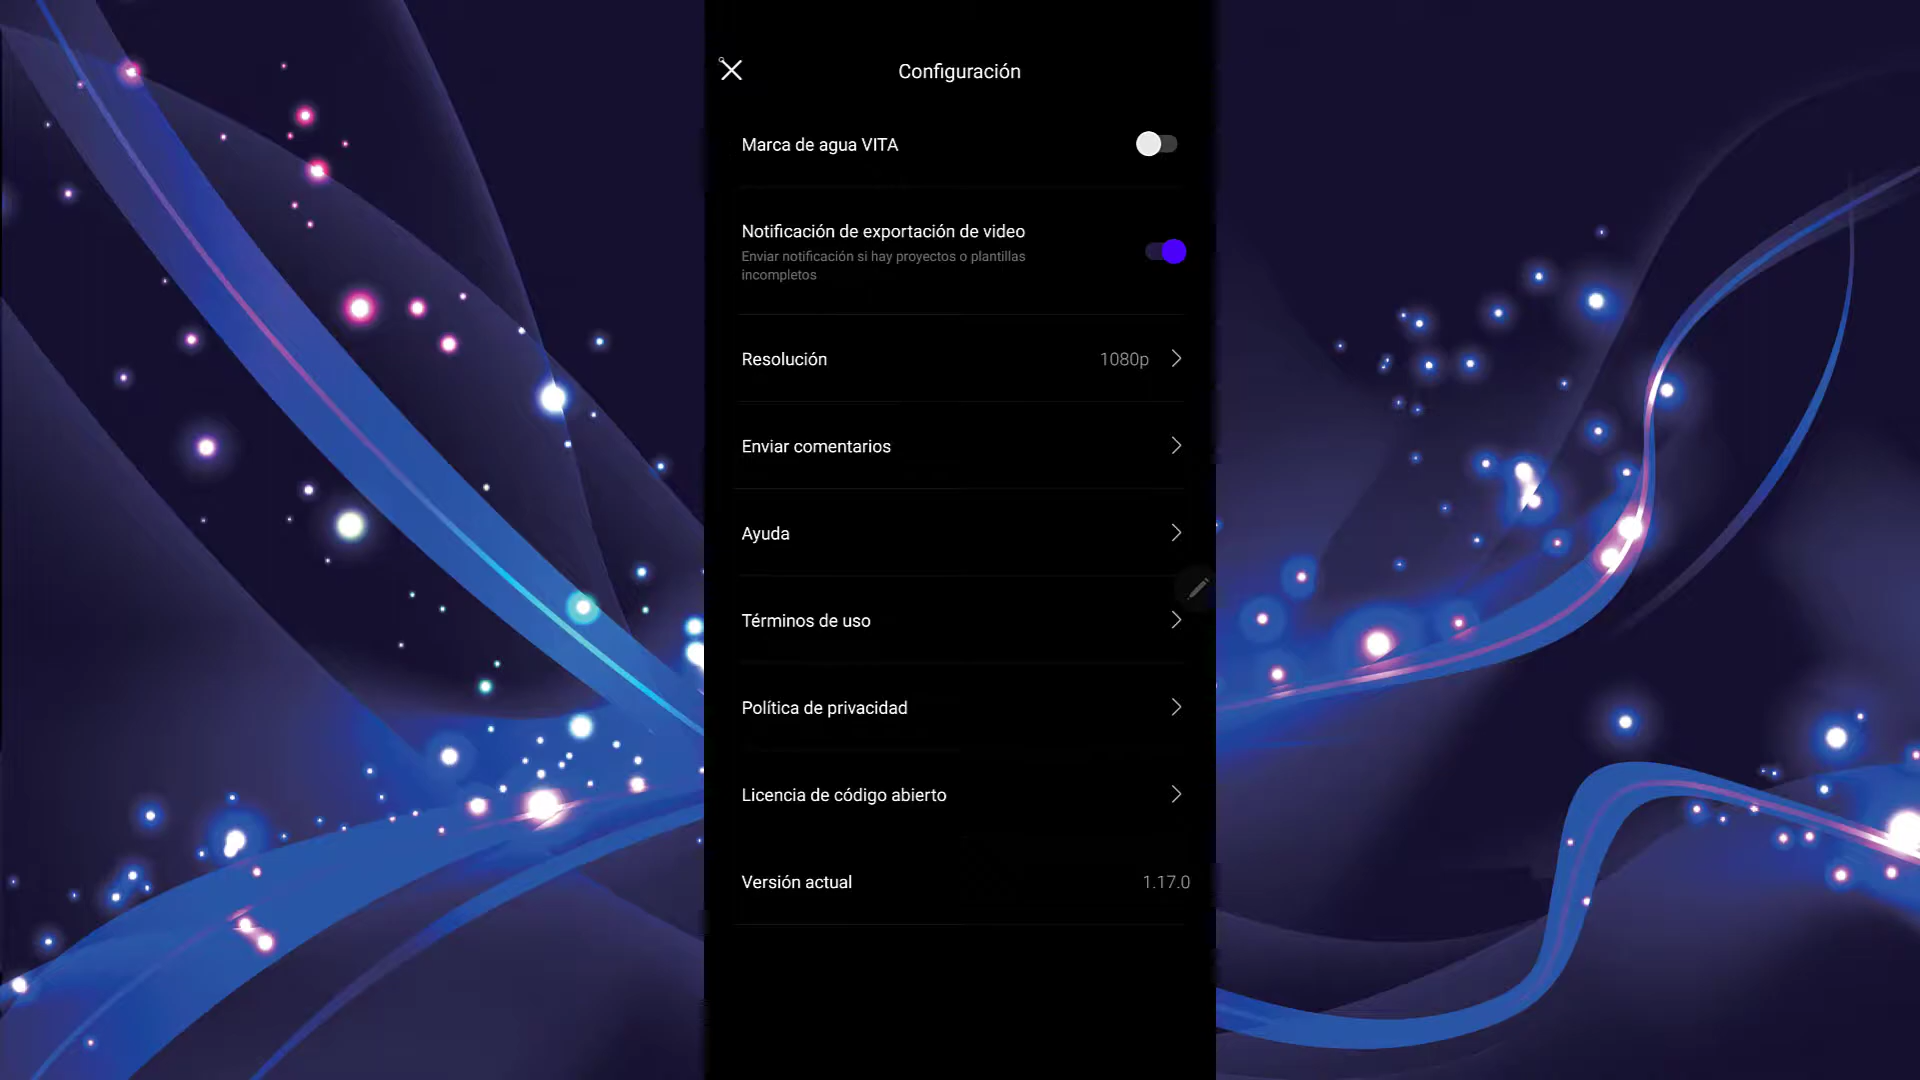 Configuración
Marca de agua VITA
Notificación de exportación de video
Enviar notificación si hay proyectos o plantillas
incompletos
Resolución 1080p
Enviar comentarios
Ayuda
Términos de uso
Política de privacidad
Licencia de código abierto
Versión actual 1.17.0